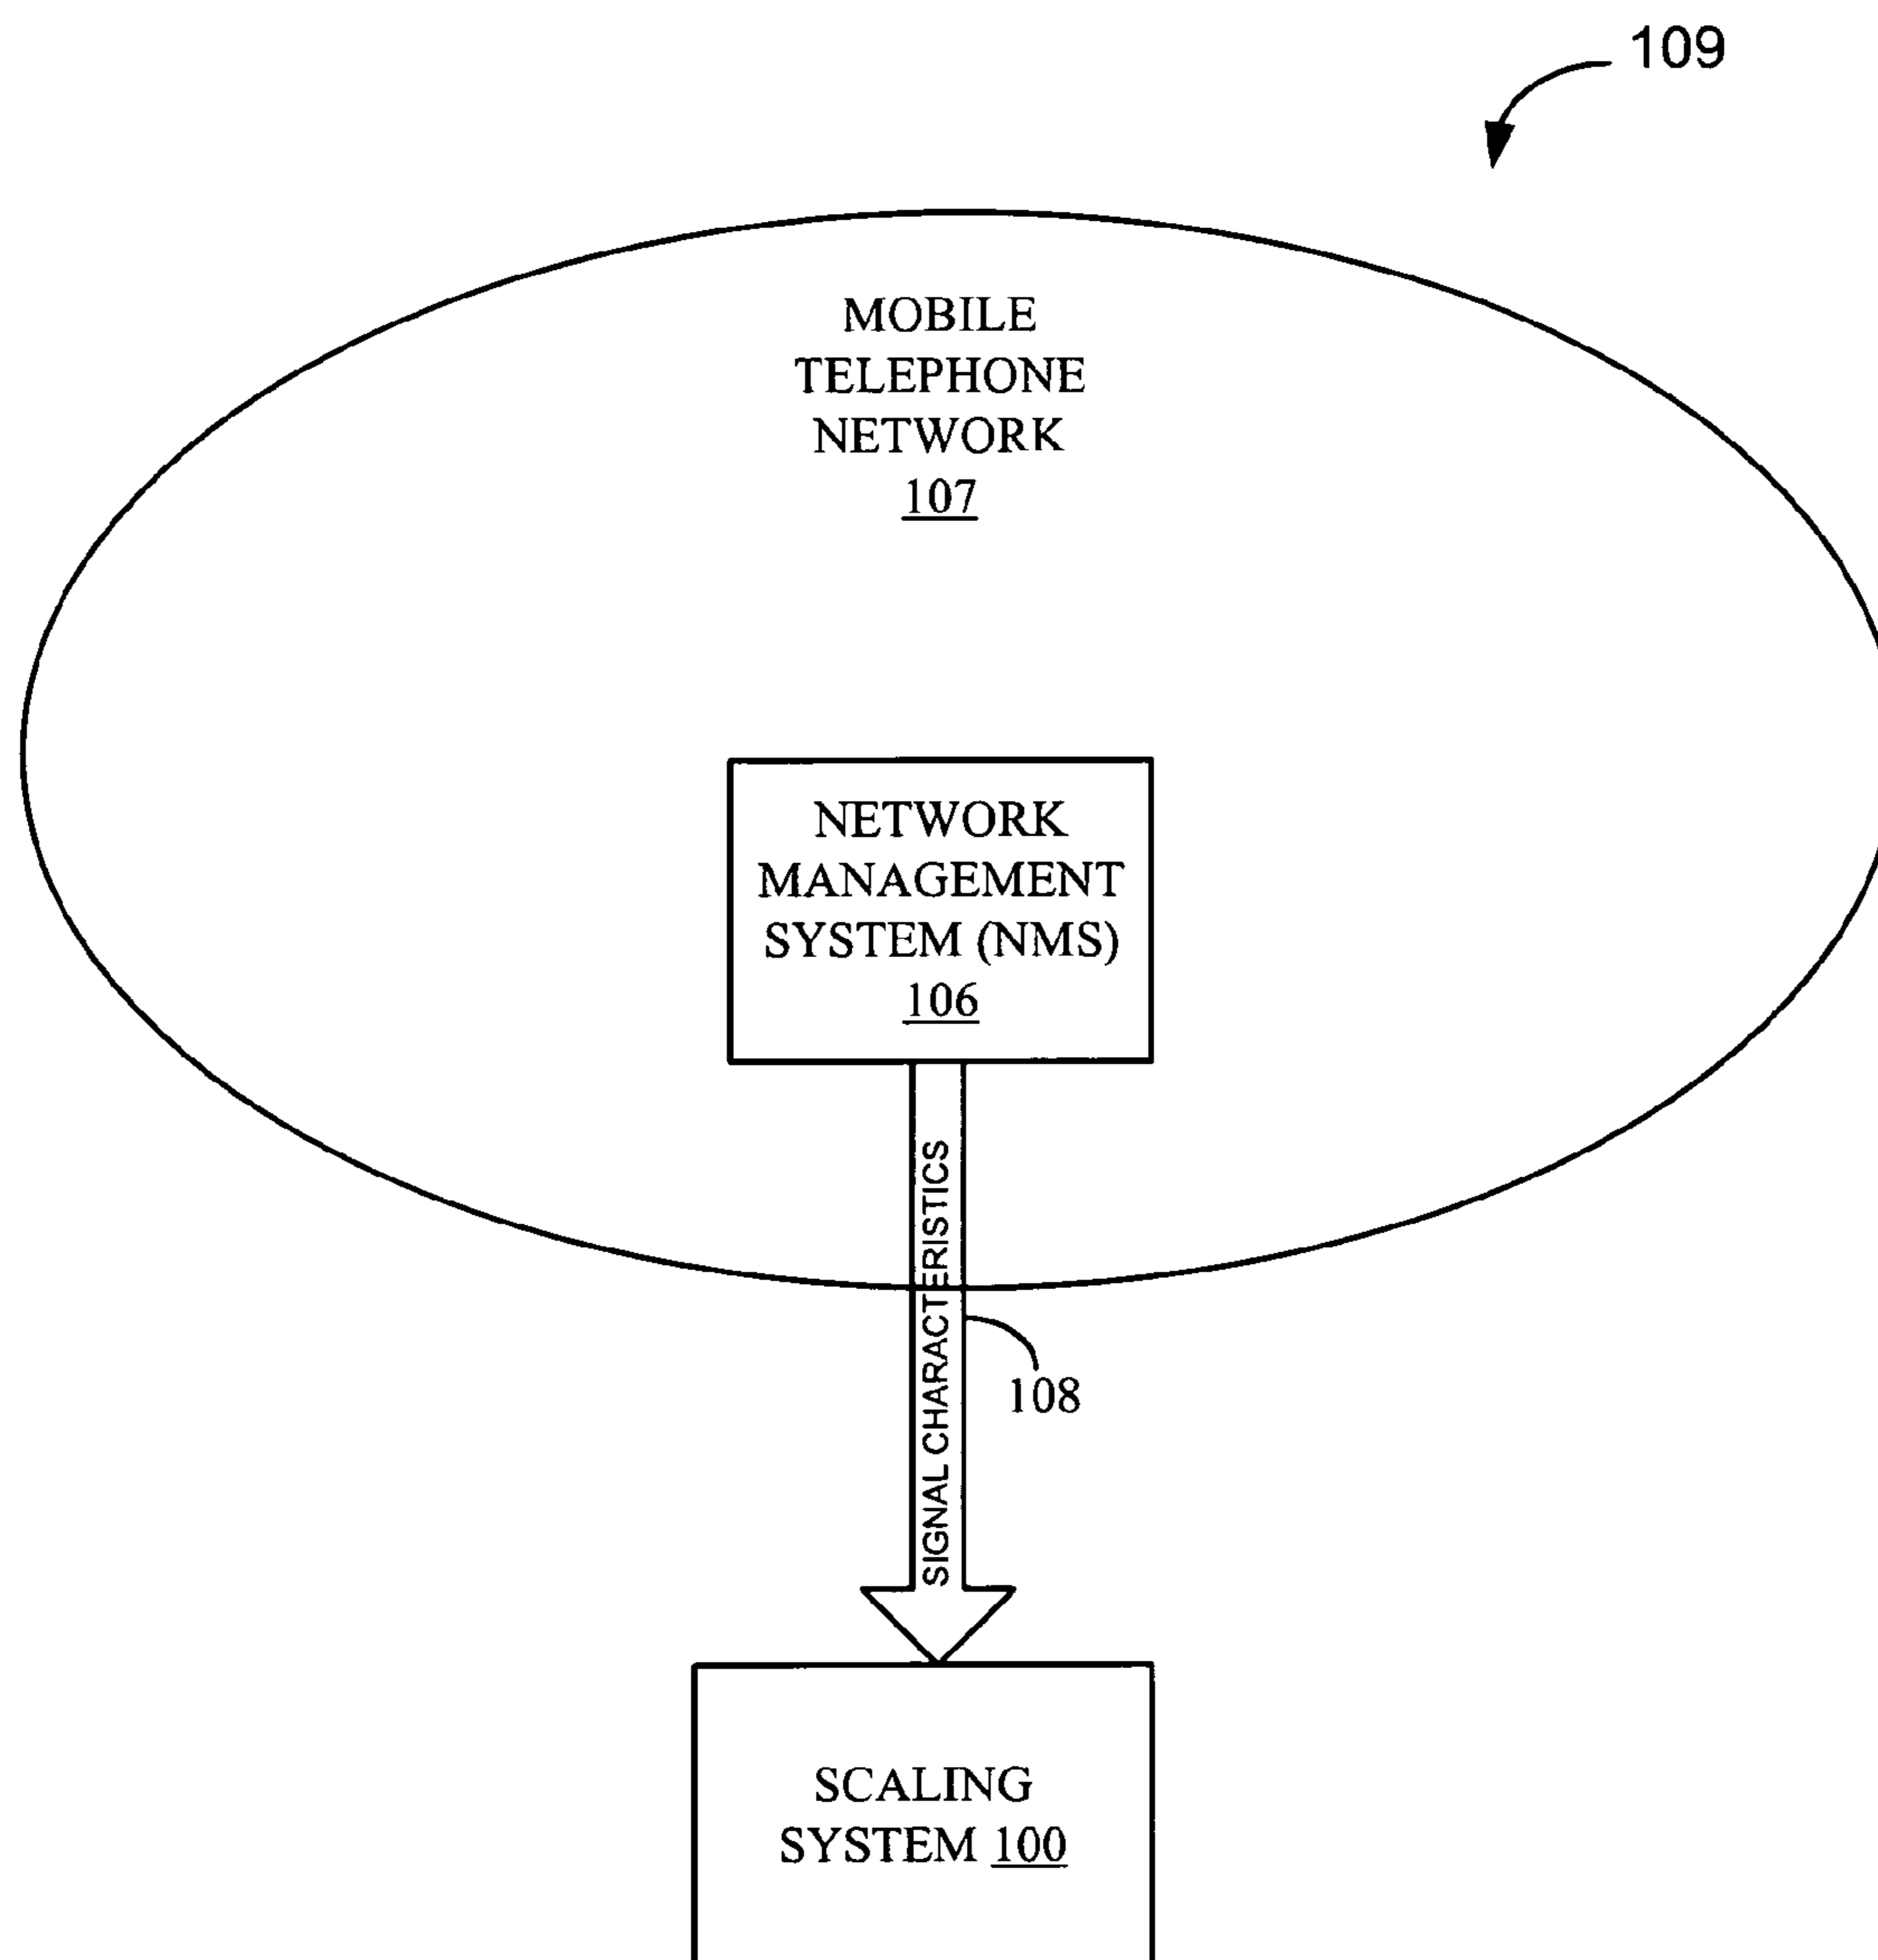 109
MOBILE
TELEPHONE
NETWORK
107
NETWORK
MANAGEMENT
SYSTEM (NMS)
106
SIGNAL CHARACTERISTICS
108
SCALING
SYSTEM 100